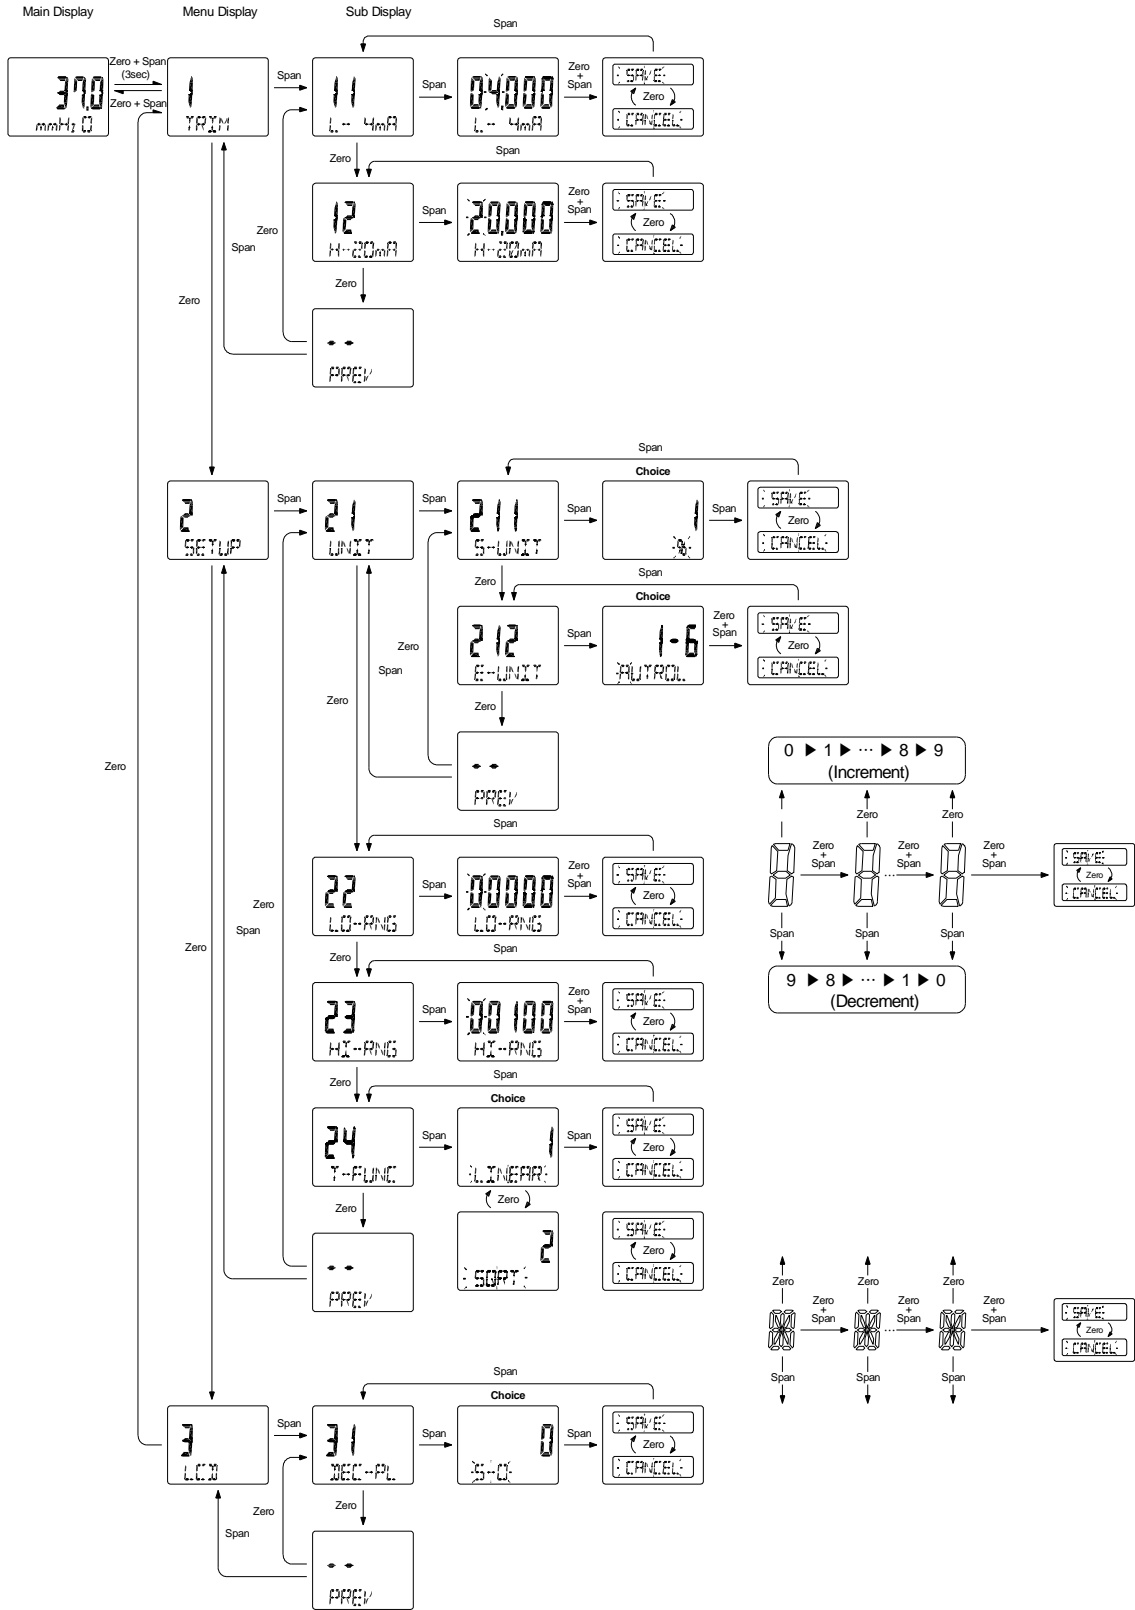 Main Display
Menu Display
Sub Display
Span
Zero + Span
(3sec)
Zero + Span
37.0
mmH2O
1
TRIM
Span
11
L- 4mA
Span
04.000
L- 4mA
Zero
+
Span
SAVE
Zero
CANCEL
Zero
Span
12
H-20mA
Span
20.000
H-20mA
Zero
+
Span
SAVE
Zero
CANCEL
Zero
Span
Zero
Zero
--
PREV
Span
2
SETUP
Span
21
UNIT
Span
211
S-UNIT
Span
Choice
1
%
Span
SAVE
Zero
CANCEL
Zero
Span
212
E-UNIT
Span
Choice
1-6
AUTROL
Zero
+
Span
SAVE
Zero
CANCEL
Zero
Span
Zero
Zero
--
PREV
Zero
Span
22
LO-RNG
Span
00000
LO-RNG
Zero
+
Span
SAVE
Zero
CANCEL
Zero
Span
Zero
Zero
Span
23
HI-RNG
Span
00100
HI-RNG
Zero
+
Span
SAVE
Zero
CANCEL
Zero
Span
24
T-FUNC
Span
Choice
1
LINEAR
Span
SAVE
Zero
CANCEL
Zero
2
SQRT
SAVE
Zero
CANCEL
Zero
--
PREV
Span
3
LCD
Span
31
DEC-PL
Span
Choice
0
5-0
Span
SAVE
Zero
CANCEL
Zero
Zero
Span
--
PREV
0 ▶ 1 ▶ ··· ▶ 8 ▶ 9
(Increment)
Zero
Zero
Zero
+
Span
Zero
+
Span
Zero
+
Span
...
SAVE
Zero
CANCEL
Span
Span
Span
9 ▶ 8 ▶ ··· ▶ 1 ▶ 0
(Decrement)
Zero
Zero
Zero
Zero
+
Span
Zero
+
Span
Zero
+
Span
...
SAVE
Zero
CANCEL
Span
Span
Span